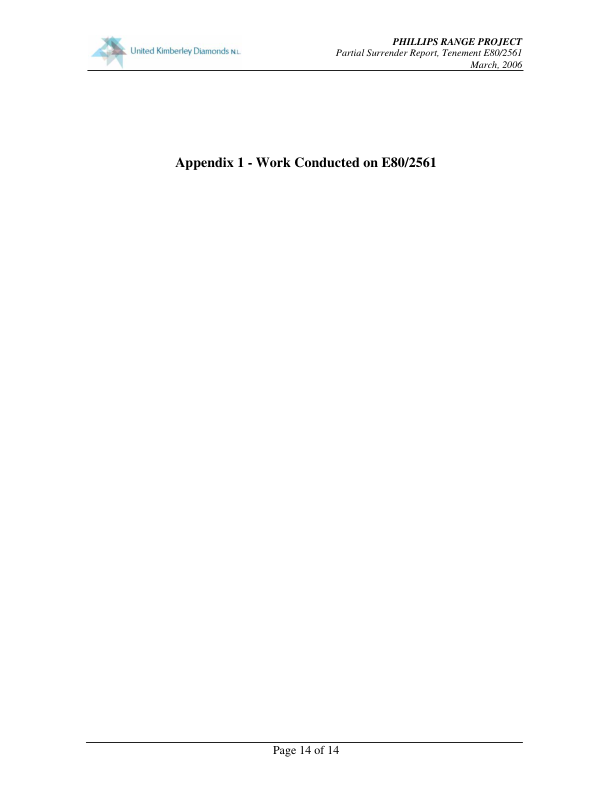 PHILLIPS RANGE PROJECT
United Kimberley Diamonds N.L.
Partial Surrender Report, Tenement E80/2561
March, 2006
Appendix 1 - Work Conducted on E80/2561
Page 14 of 14